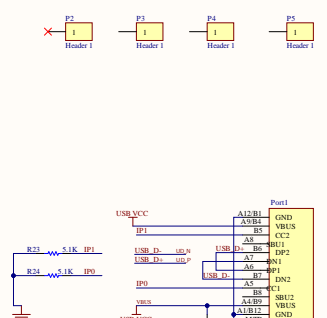 P2 P3 P4 P5
1 1 1 1
Header 1 Header 1 Header 1 Header 1
Port1
USB_VCC A12/B1 GND
A9/B4 VBUS
IP1 B5 CC2
A8 SBU1
R23 5.1K IP1 USB_D- UD_N USB_D+ B6 DP2
USB_D+ UD_P A7 DN1
A6 DP1
R24 5.1K IP0 USB_D- B7 DN2
IP0 A5 CC1
B8 SBU2
VBUS A4/B9 VBUS
A1/B12 GND